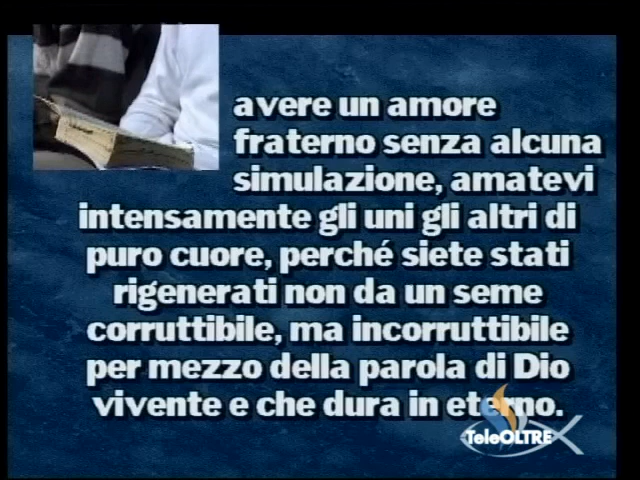 avere un amore
fraterno senza alcuna
simulazione, amatevi
intensamente gli uni gli altri di
puro cuore, perché siete stati
rigenerati non da un seme
corruttibile, ma incorruttibile
per mezzo della parola di Dio
vivente e che dura in eterno.
TeleOLTRE